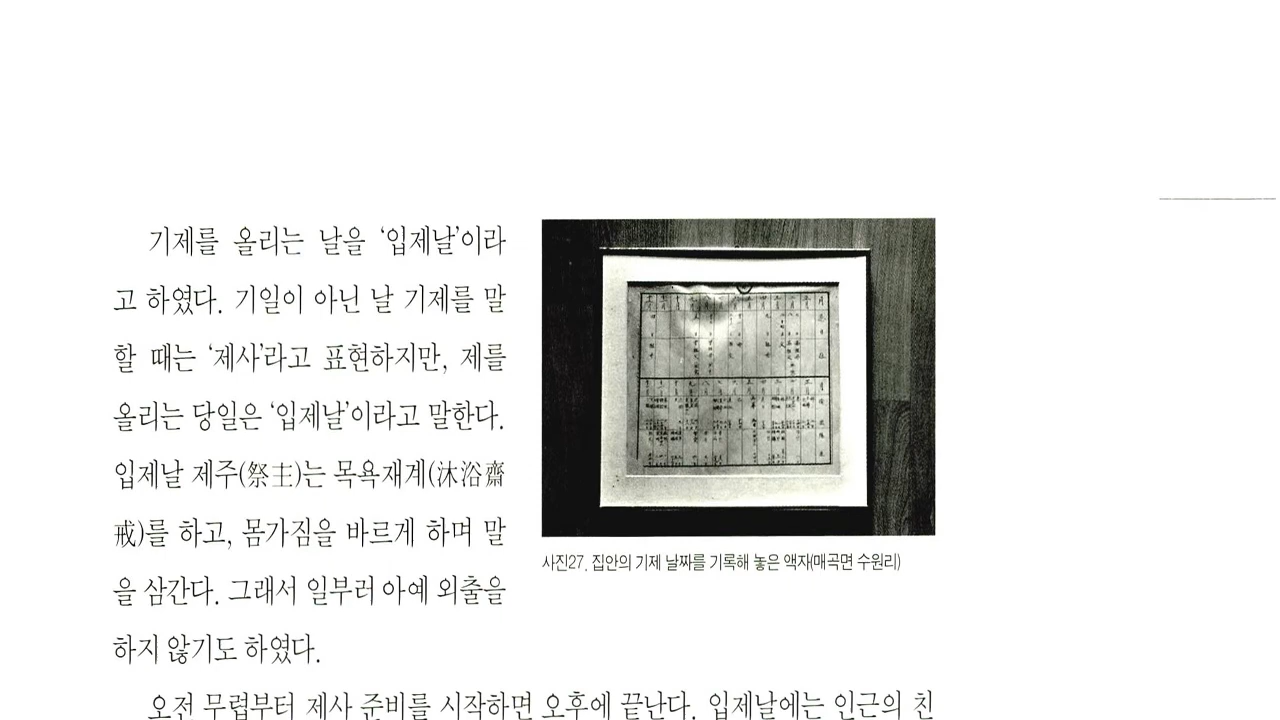 기제를 올리는 날을 ‘입제날’이라
고 하였다. 기일이 아닌 날 기제를 말
할 때는 ‘제사’라고 표현하지만, 제를
올리는 당일은 ‘입제날’이라고 말한다.
입제날 제주(祭主)는 목욕재계(沐浴齋
戒)를 하고, 몸가짐을 바르게 하며 말
을 삼간다. 그래서 일부러 아예 외출을
하지 않기도 하였다.
사진27. 집안의 기제 날짜를 기록해 놓은 액자(매곡면 수원리)
오전 무렵부터 제사 준비를 시작하면 오후에 끝난다. 입제날에는 인근의 친